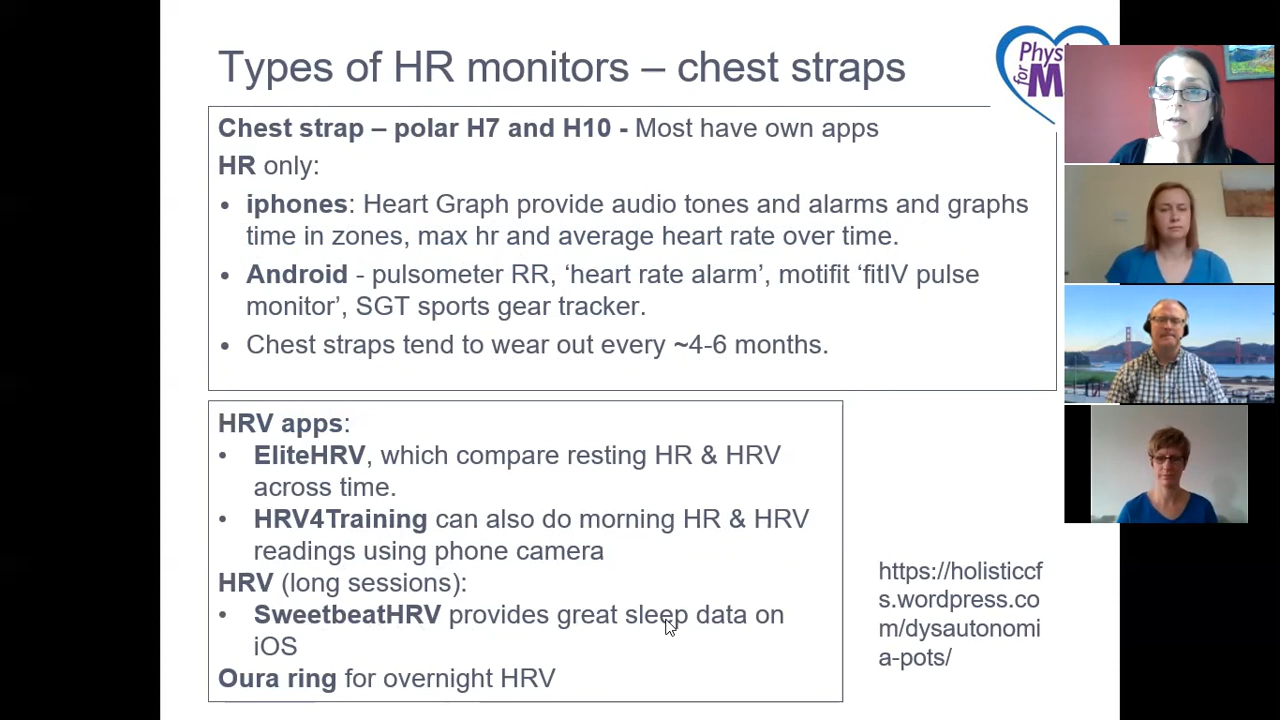 Types of HR monitors – chest straps
Phys
for M
Chest strap – polar H7 and H10 - Most have own apps
HR only:
• iphones: Heart Graph provide audio tones and alarms and graphs
time in zones, max hr and average heart rate over time.
• Android - pulsometer RR, ‘heart rate alarm’, motifit ‘fitIV pulse
monitor’, SGT sports gear tracker.
• Chest straps tend to wear out every ~4-6 months.
HRV apps:
• EliteHRV, which compare resting HR & HRV
across time.
• HRV4Training can also do morning HR & HRV
readings using phone camera
HRV (long sessions):
• SweetbeatHRV provides great sleep data on
iOS
Oura ring for overnight HRV
https://holisticcf
s.wordpress.co
m/dysautonomi
a-pots/